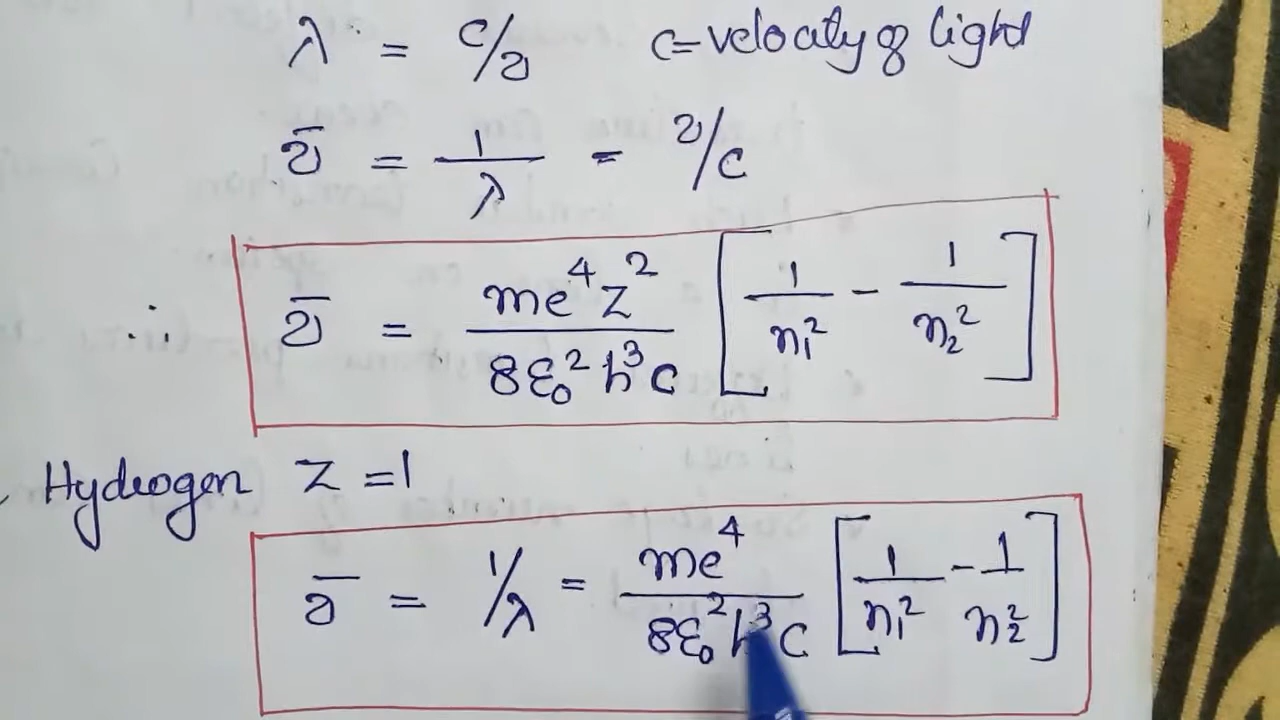 λ = c/ν c = velocity of light
ν̄ = 1/λ = ν/c
∴ ν̄ = me⁴z²/8ε₀²h³c [1/n₁² - 1/n₂²]
Hydrogen Z = 1
ν̄ = 1/λ = me⁴/8ε₀²h³c [1/n₁² - 1/n₂²]